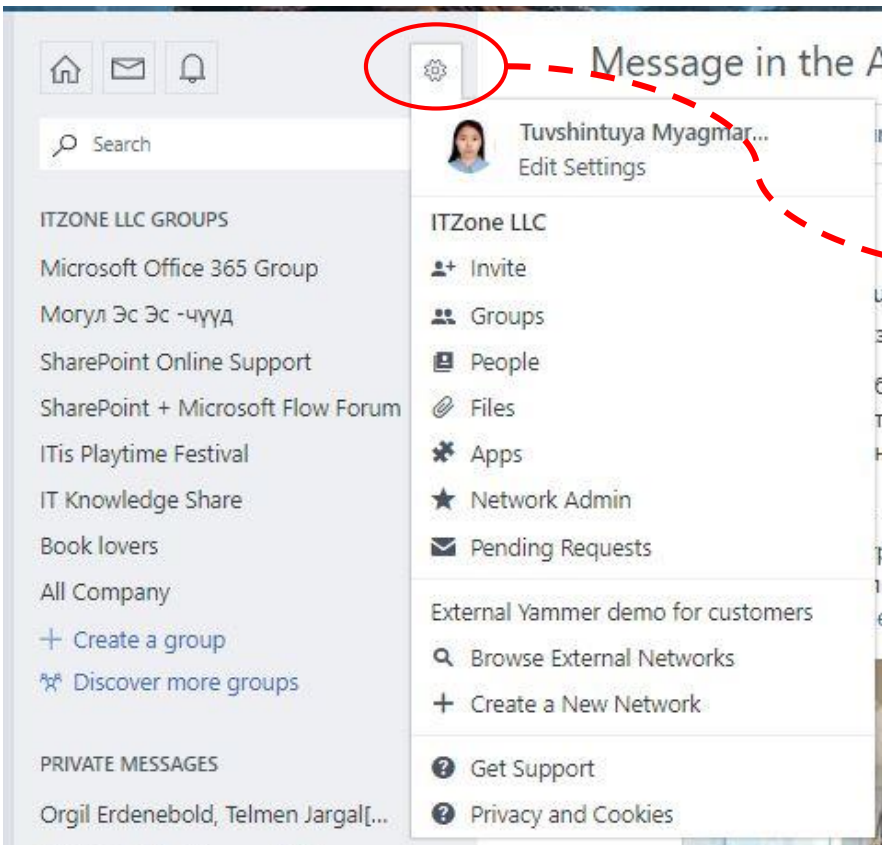 Message in the A
Search
ITZONE LLC GROUPS
Microsoft Office 365 Group
Могул Эс Эс -чүүд
SharePoint Online Support
SharePoint + Microsoft Flow Forum
ITis Playtime Festival
IT Knowledge Share
Book lovers
All Company
+ Create a group
Discover more groups
PRIVATE MESSAGES
Orgil Erdenebold, Telmen Jargal[...
Tuvshintuya Myagmar...
Edit Settings
ITZone LLC
Invite
Groups
People
Files
Apps
Network Admin
Pending Requests
External Yammer demo for customers
Browse External Networks
+ Create a New Network
Get Support
Privacy and Cookies